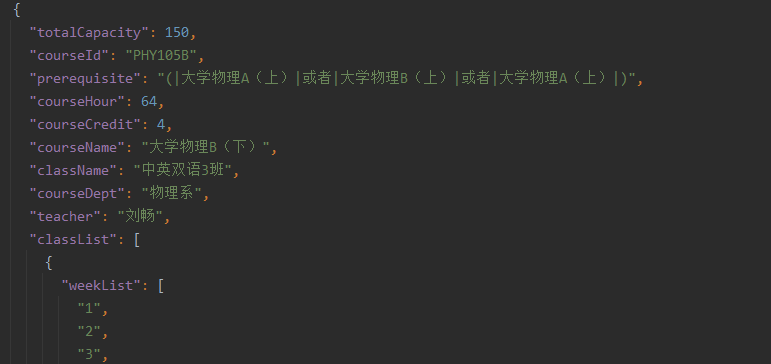 {
"totalCapacity": 150,
"courseId": "PHY105B",
"prerequisite": "(|大学物理A（上）|或者|大学物理B（上）|或者|大学物理A（上）|)",
"courseHour": 64,
"courseCredit": 4,
"courseName": "大学物理B（下）",
"className": "中英双语3班",
"courseDept": "物理系",
"teacher": "刘畅",
"classList": [
{
"weekList": [
"1",
"2",
"3",